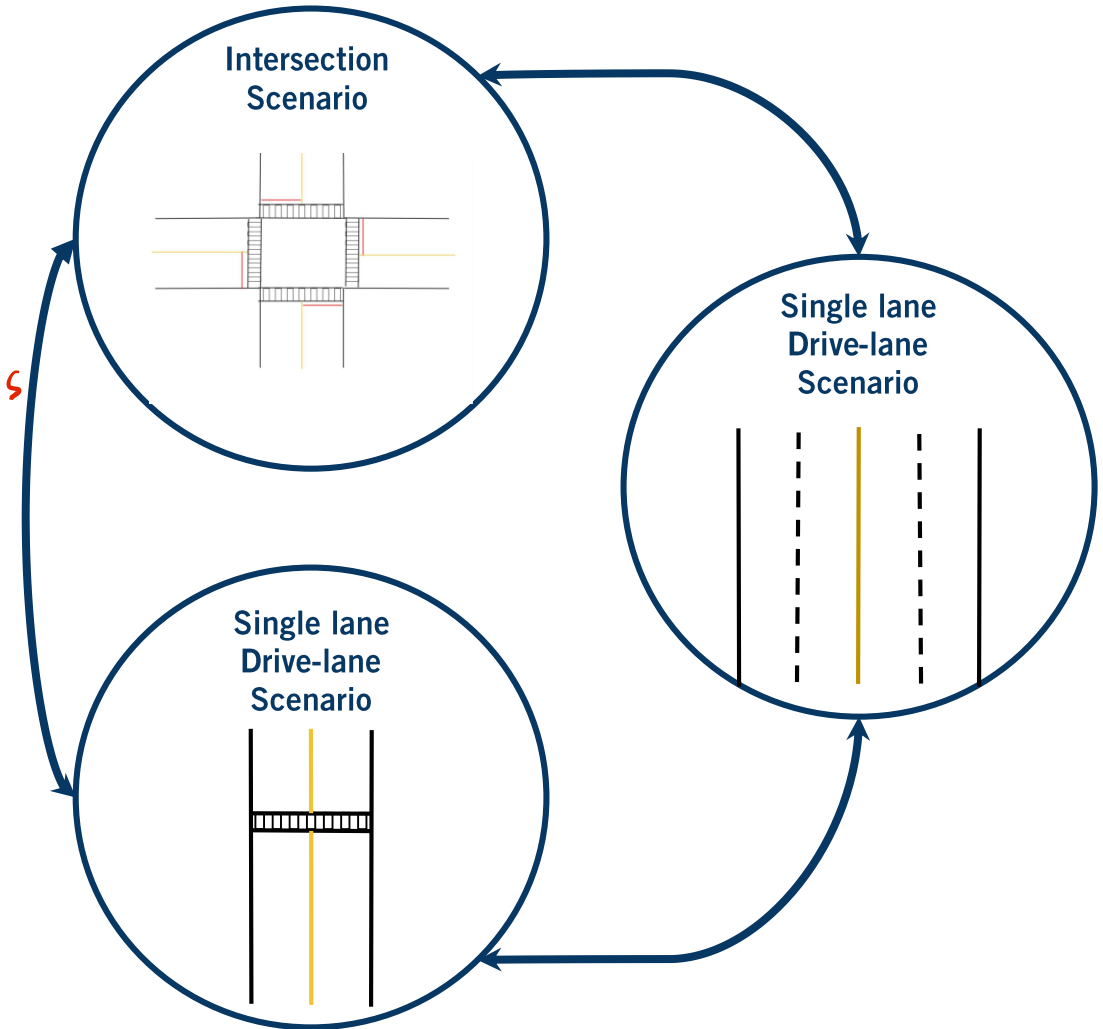 Intersection
Scenario
ς
Single lane
Drive-lane
Scenario
Single lane
Drive-lane
Scenario